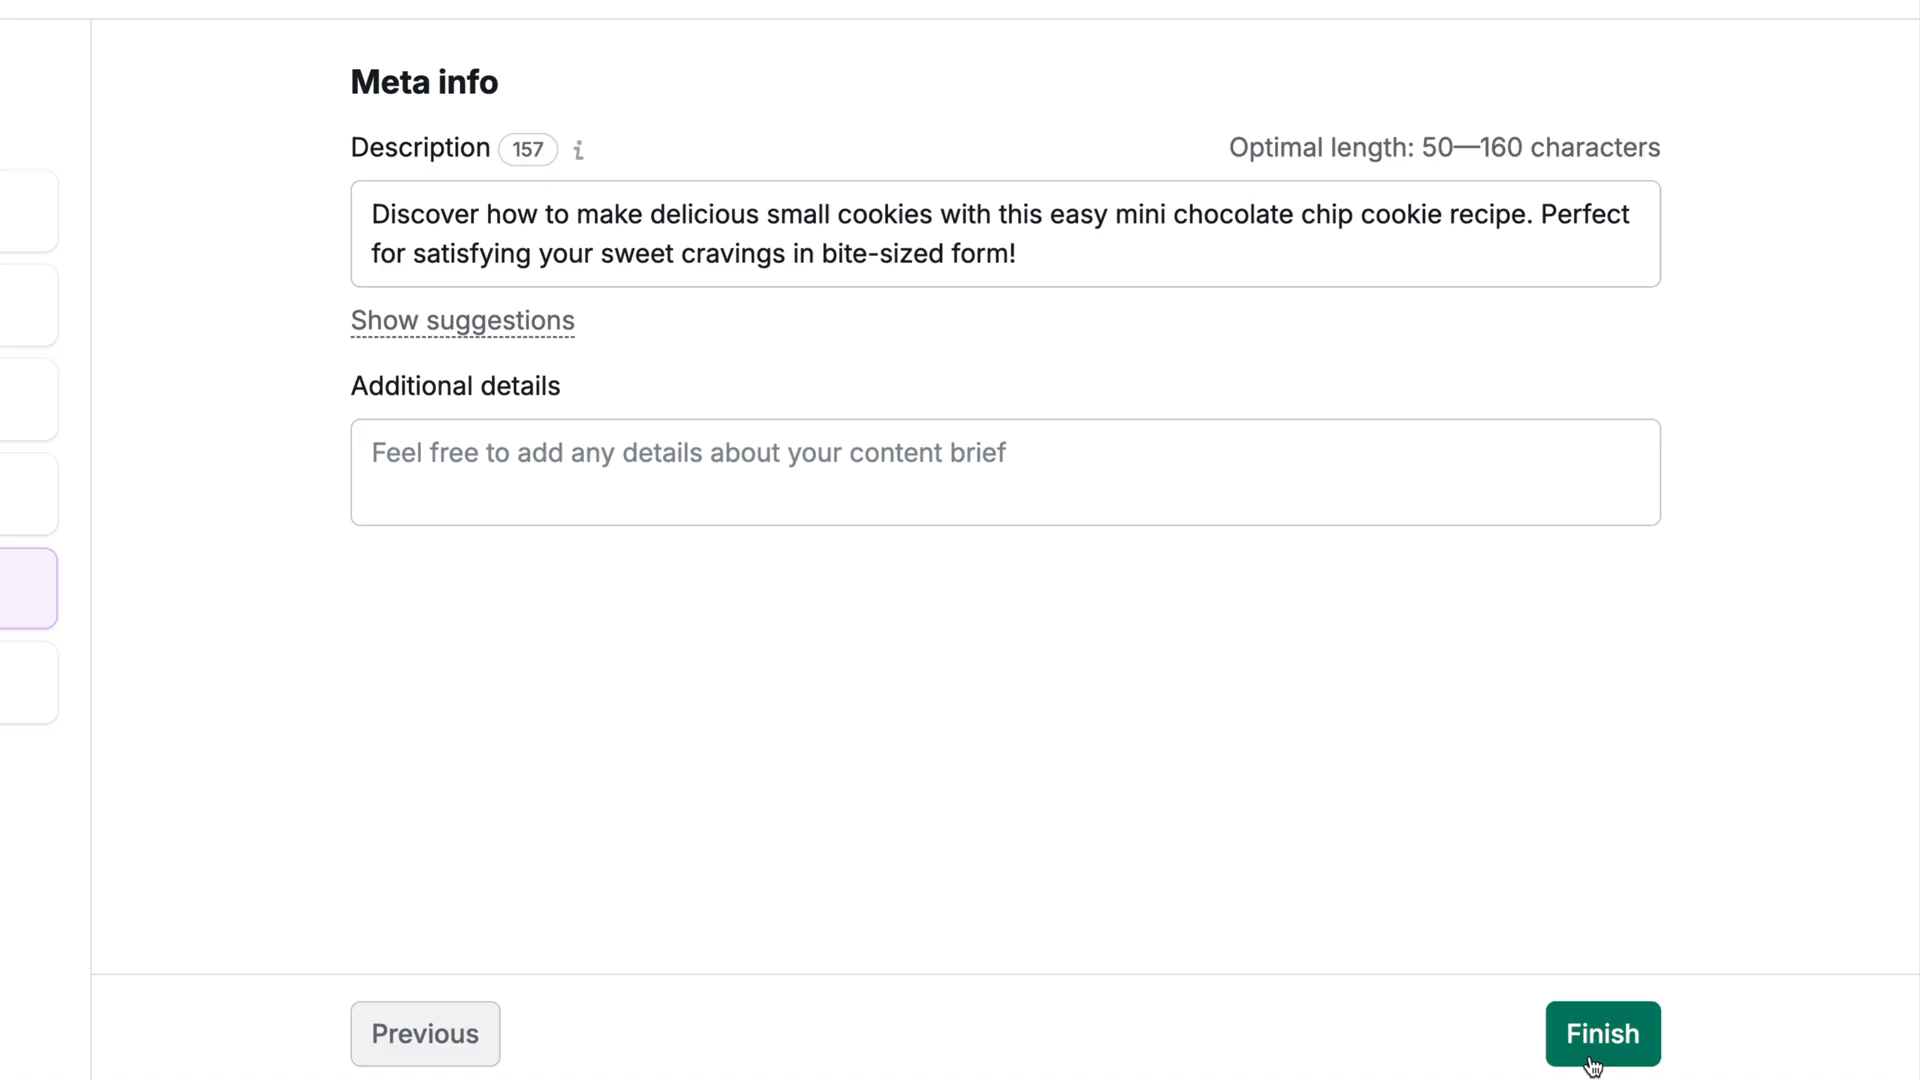 Meta info
Description 157 i Optimal length: 50—160 characters
Discover how to make delicious small cookies with this easy mini chocolate chip cookie recipe. Perfect
for satisfying your sweet cravings in bite-sized form!
Show suggestions
Additional details
Feel free to add any details about your content brief
Previous Finish